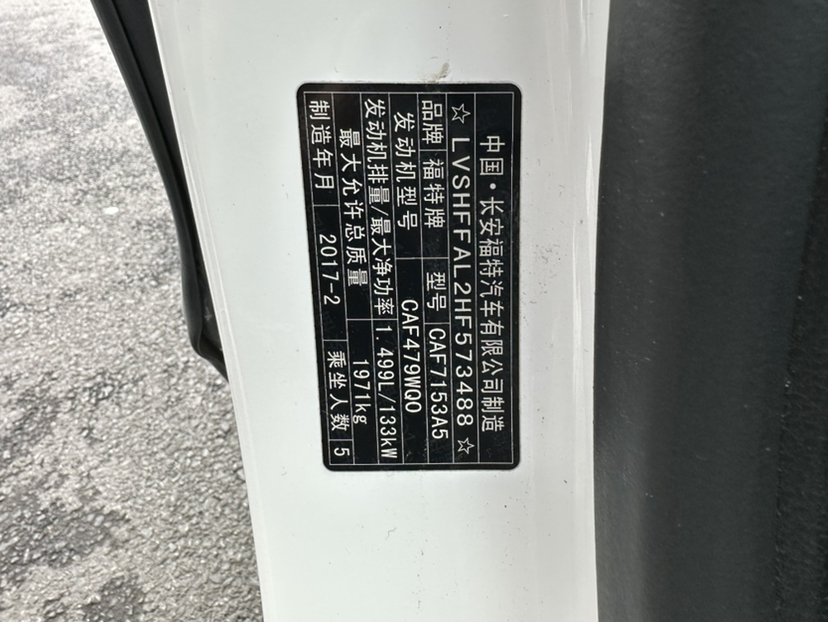 中国·长安福特汽车有限公司制造
☆LVSHFFAL2HF573488☆
品牌 福特牌 型号 CAF7153A5
发动机型号 CAF479WQ0
发动机排量/最大净功率 1.499L/133kW
最大允许总质量 1971kg
制造年月 2017-2 乘坐人数 5